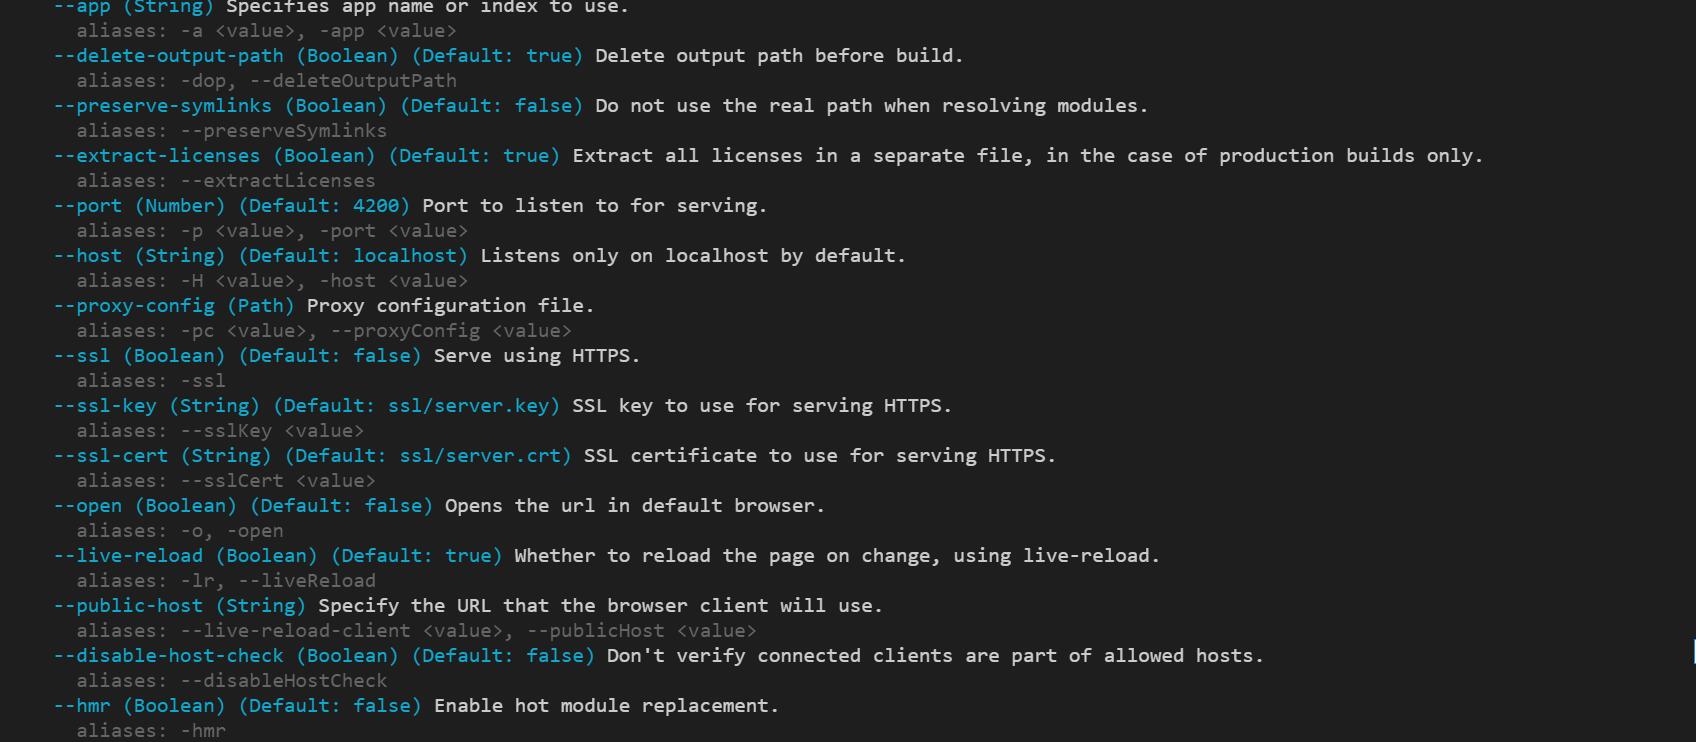 --app (String) Specifies app name or index to use.
aliases: -a <value>, -app <value>
--delete-output-path (Boolean) (Default: true) Delete output path before build.
aliases: -dop, --deleteOutputPath
--preserve-symlinks (Boolean) (Default: false) Do not use the real path when resolving modules.
aliases: --preserveSymlinks
--extract-licenses (Boolean) (Default: true) Extract all licenses in a separate file, in the case of production builds only.
aliases: --extractLicenses
--port (Number) (Default: 4200) Port to listen to for serving.
aliases: -p <value>, -port <value>
--host (String) (Default: localhost) Listens only on localhost by default.
aliases: -H <value>, -host <value>
--proxy-config (Path) Proxy configuration file.
aliases: -pc <value>, --proxyConfig <value>
--ssl (Boolean) (Default: false) Serve using HTTPS.
aliases: -ssl
--ssl-key (String) (Default: ssl/server.key) SSL key to use for serving HTTPS.
aliases: --sslKey <value>
--ssl-cert (String) (Default: ssl/server.crt) SSL certificate to use for serving HTTPS.
aliases: --sslCert <value>
--open (Boolean) (Default: false) Opens the url in default browser.
aliases: -o, -open
--live-reload (Boolean) (Default: true) Whether to reload the page on change, using live-reload.
aliases: -lr, --liveReload
--public-host (String) Specify the URL that the browser client will use.
aliases: --live-reload-client <value>, --publicHost <value>
--disable-host-check (Boolean) (Default: false) Don't verify connected clients are part of allowed hosts.
aliases: --disableHostCheck
--hmr (Boolean) (Default: false) Enable hot module replacement.
aliases: -hmr